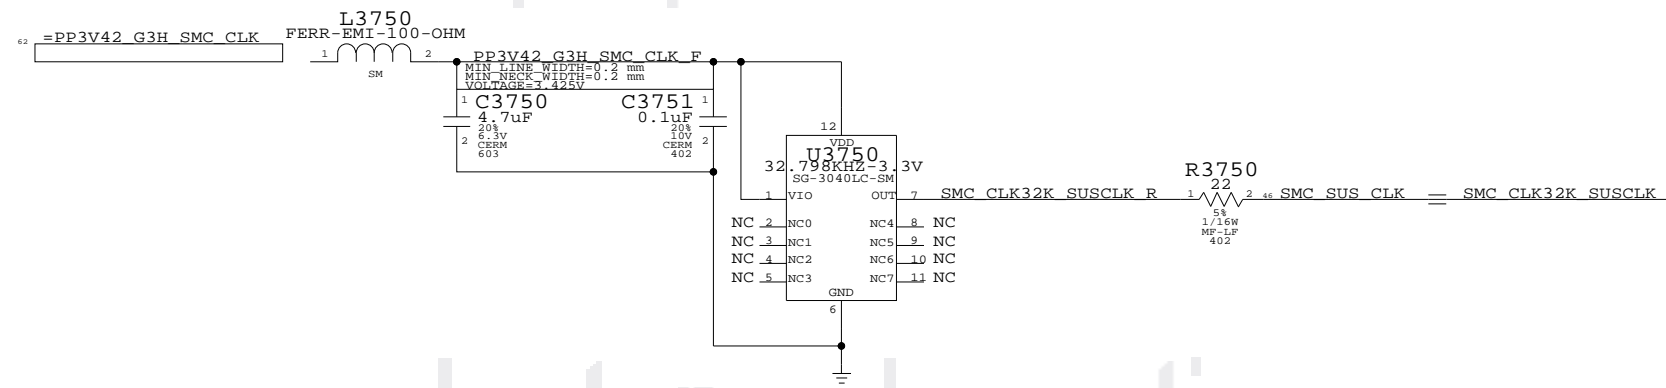 L3750
62 =PP3V42_G3H_SMC_CLK FERR-EMI-100-OHM
1 2
SM
PP3V42_G3H_SMC_CLK_F
MIN_LINE_WIDTH=0.2 mm
MIN_NECK_WIDTH=0.2 mm
VOLTAGE=3.425V
1 C3750
4.7uF
20%
6.3V
2 CERM
603
C3751 1
0.1uF
20%
10V
CERM 2
402
12
VDD
U3750
32.798KHZ-3.3V
SG-3040LC-SM
1 VIO OUT 7
NC 2 NC0 NC4 8 NC
NC 3 NC1 NC5 9 NC
NC 4 NC2 NC6 10 NC
NC 5 NC3 NC7 11 NC
GND
6
SMC_CLK32K_SUSCLK_R
R3750
22
1 2
5%
1/16W
MF-LF
402
46 SMC_SUS_CLK
SMC_CLK32K_SUSCLK